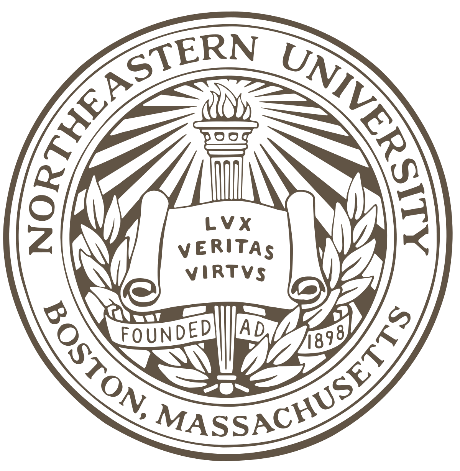 NORTHEASTERN UNIVERSITY
LVX
VERITAS
VIRTVS
FOUNDED AD 1898
BOSTON, MASSACHUSETTS